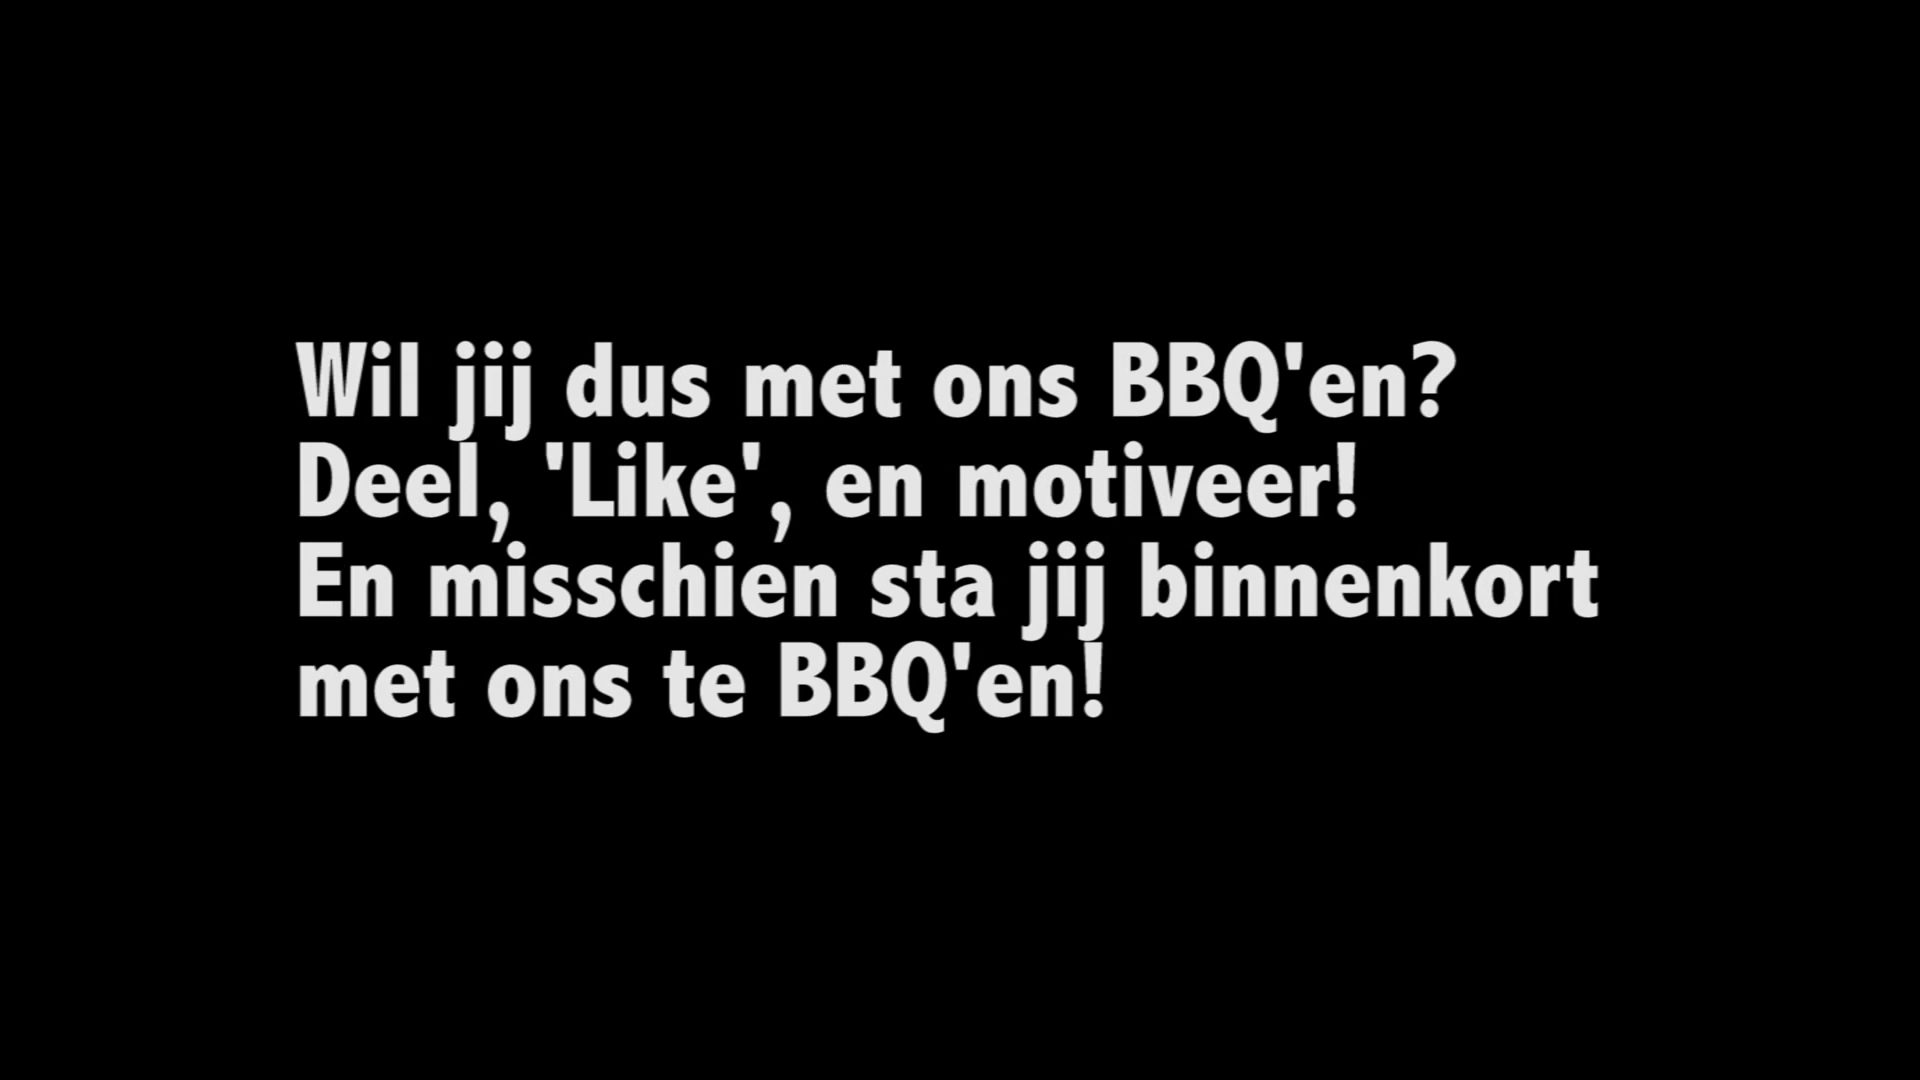 Wil jij dus met ons BBQ'en?
Deel, 'Like', en motiveer!
En misschien sta jij binnenkort
met ons te BBQ'en!